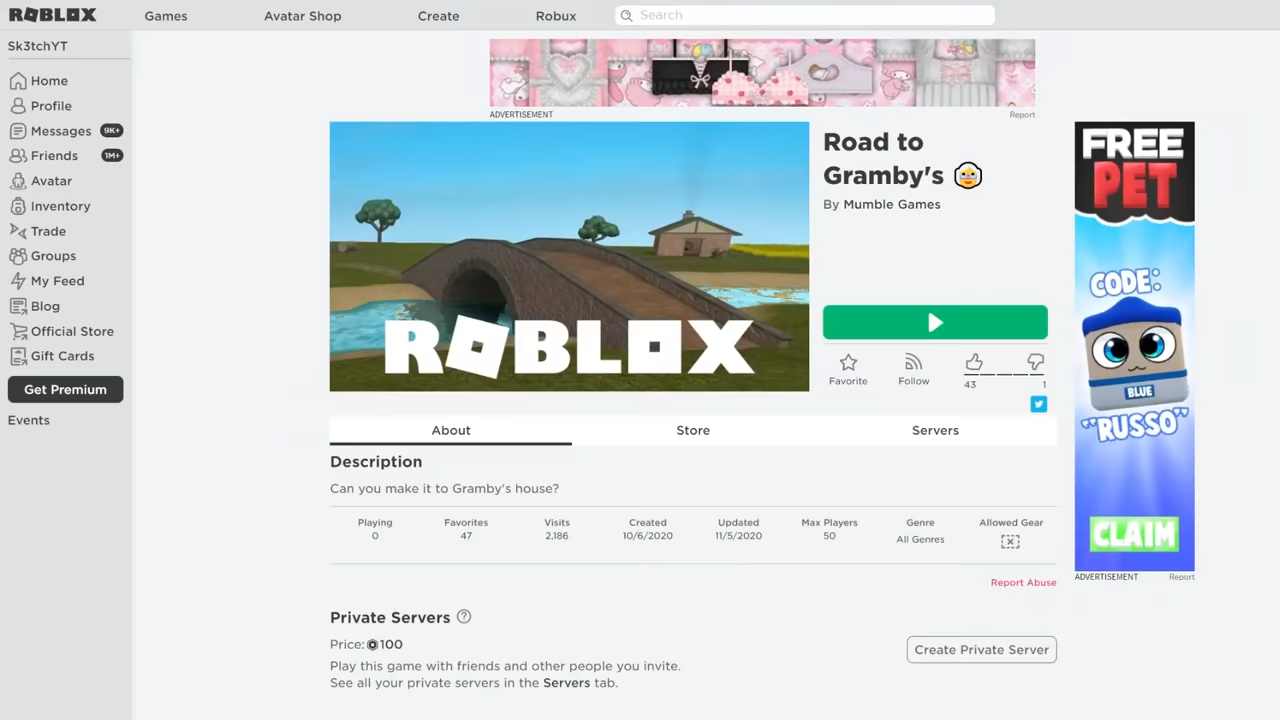 ROBLOX
Games
Avatar Shop
Create
Robux
Search
Sk3tchYT
Home
Profile
Messages 9K+
Friends 1M+
Avatar
Inventory
Trade
Groups
My Feed
Blog
Official Store
Gift Cards
Get Premium
Events
ADVERTISEMENT
Report
ROBLOX
Road to
Gramby's
By Mumble Games
Favorite
Follow
43
1
FREE
PET
CODE:
BLUE
"RUSSO"
CLAIM
ADVERTISEMENT
Report
About
Store
Servers
Description
Can you make it to Gramby's house?
Playing
0
Favorites
47
Visits
2,186
Created
10/6/2020
Updated
11/5/2020
Max Players
50
Genre
All Genres
Allowed Gear
Report Abuse
Private Servers
Price: 100
Play this game with friends and other people you invite.
See all your private servers in the Servers tab.
Create Private Server